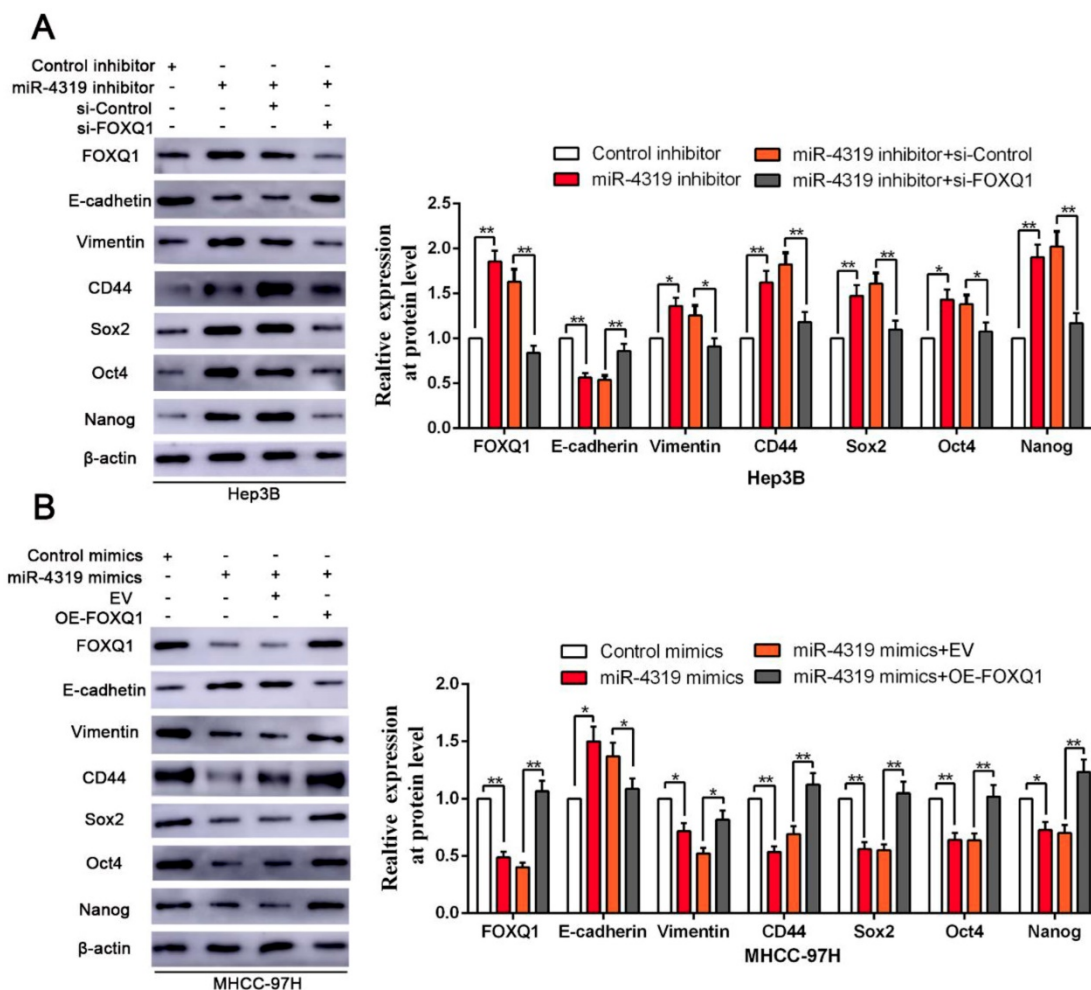 A
Control inhibitor + - - -
miR-4319 inhibitor - + + +
si-Control - - + -
si-FOXQ1 - - - +
FOXQ1
E-cadhetin
Vimentin
CD44
Sox2
Oct4
Nanog
β-actin
Hep3B
Control inhibitor
miR-4319 inhibitor+si-Control
miR-4319 inhibitor
miR-4319 inhibitor+si-FOXQ1
Realtive expression
at protein level
2.5
2.0
1.5
1.0
0.5
0.0
** ** ** ** * * ** ** ** ** * * ** **
FOXQ1 E-cadherin Vimentin CD44 Sox2 Oct4 Nanog
Hep3B
B
Control mimics + - - -
miR-4319 mimics - + + +
EV - - + -
OE-FOXQ1 - - - +
FOXQ1
E-cadhetin
Vimentin
CD44
Sox2
Oct4
Nanog
β-actin
MHCC-97H
Control mimics
miR-4319 mimics+EV
miR-4319 mimics
miR-4319 mimics+OE-FOXQ1
Realtive expression
at protein level
2.0
1.5
1.0
0.5
0.0
** ** * * * * ** ** ** ** ** ** * **
FOXQ1 E-cadherin Vimentin CD44 Sox2 Oct4 Nanog
MHCC-97H